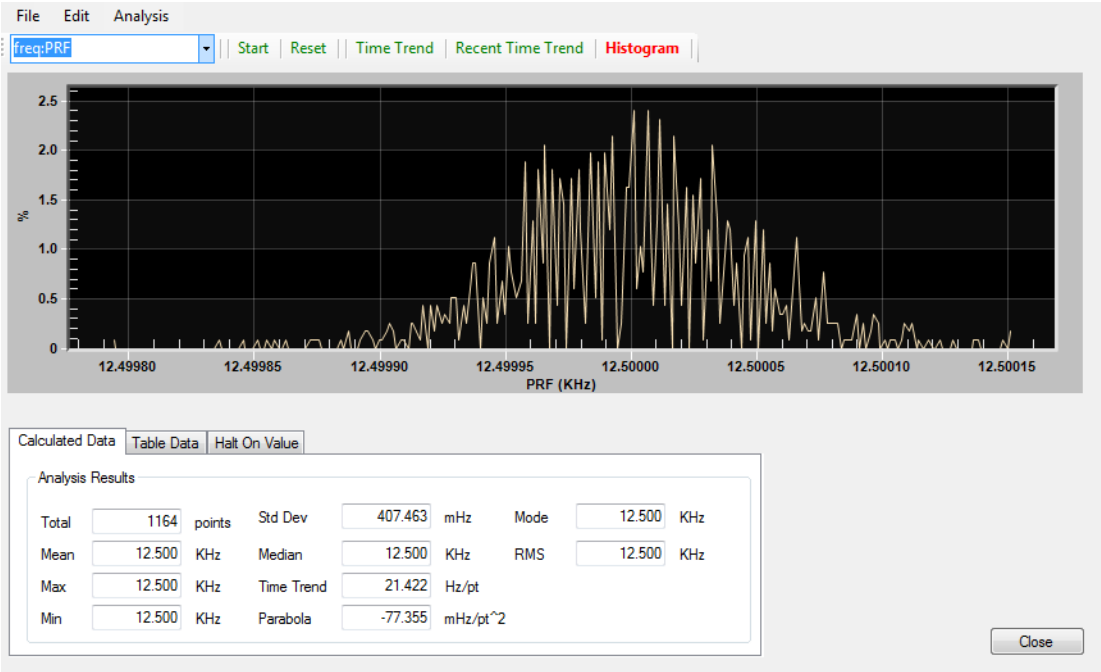 File Edit Analysis
freq:PRF Start Reset Time Trend Recent Time Trend Histogram
2.5
2.0
1.5
1.0
0.5
0
%
12.49980 12.49985 12.49990 12.49995 12.50000 12.50005 12.50010 12.50015
PRF (KHz)
Calculated Data Table Data Halt On Value
Analysis Results
Total 1164 points Std Dev 407.463 mHz Mode 12.500 KHz
Mean 12.500 KHz Median 12.500 KHz RMS 12.500 KHz
Max 12.500 KHz Time Trend 21.422 Hz/pt
Min 12.500 KHz Parabola -77.355 mHz/pt^2
Close